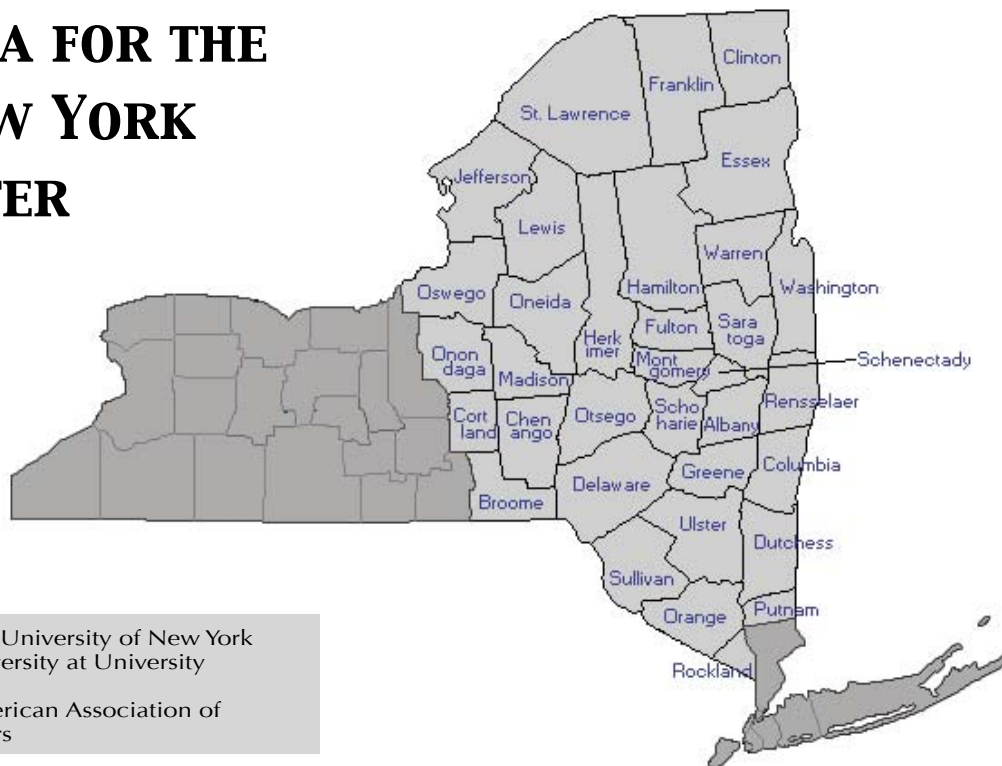 A FOR THE
W YORK
TER
Clinton
Franklin
St. Lawrence
Essex
Jefferson
Lewis
Warren
Hamilton
Washington
Oswego
Oneida
Fulton
Sara
toga
Herk
imer
Onon
daga
Madison
Mont
gomery
Schenectady
Cort
land
Chen
ango
Otsego
Scho
harie
Albany
Rensselaer
Greene
Columbia
Delaware
Broome
Ulster
Dutchess
Sullivan
Orange
Putnam
Rockland
University of New York
ersity at University
erican Association of
rs